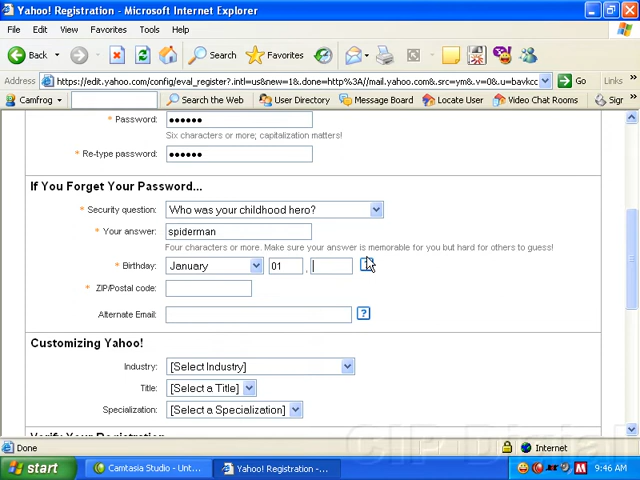 Yahoo! Registration - Microsoft Internet Explorer
File Edit View Favorites Tools Help
Back Search Favorites
Address https://edit.yahoo.com/config/eval_register?.intl=us&new=1&.done=http%3A//mail.yahoo.com&.src=ym&.v=0&.u=bavkcc Go Links
Camfrog Search the Web User Directory Message Board Locate User Video Chat Rooms Sigr
* Password: ••••••
Six characters or more; capitalization matters!
* Re-type password: ••••••
If You Forget Your Password...
* Security question: Who was your childhood hero?
* Your answer: spiderman
Four characters or more. Make sure your answer is memorable for you but hard for others to guess!
* Birthday: January 01 ,
* ZIP/Postal code:
Alternate Email: ?
Customizing Yahoo!
Industry: [Select Industry]
Title: [Select a Title]
Specialization: [Select a Specialization]
Verify Your Registration
Done Internet
start Camtasia Studio - Unt... Yahoo! Registration -... 9:46 AM